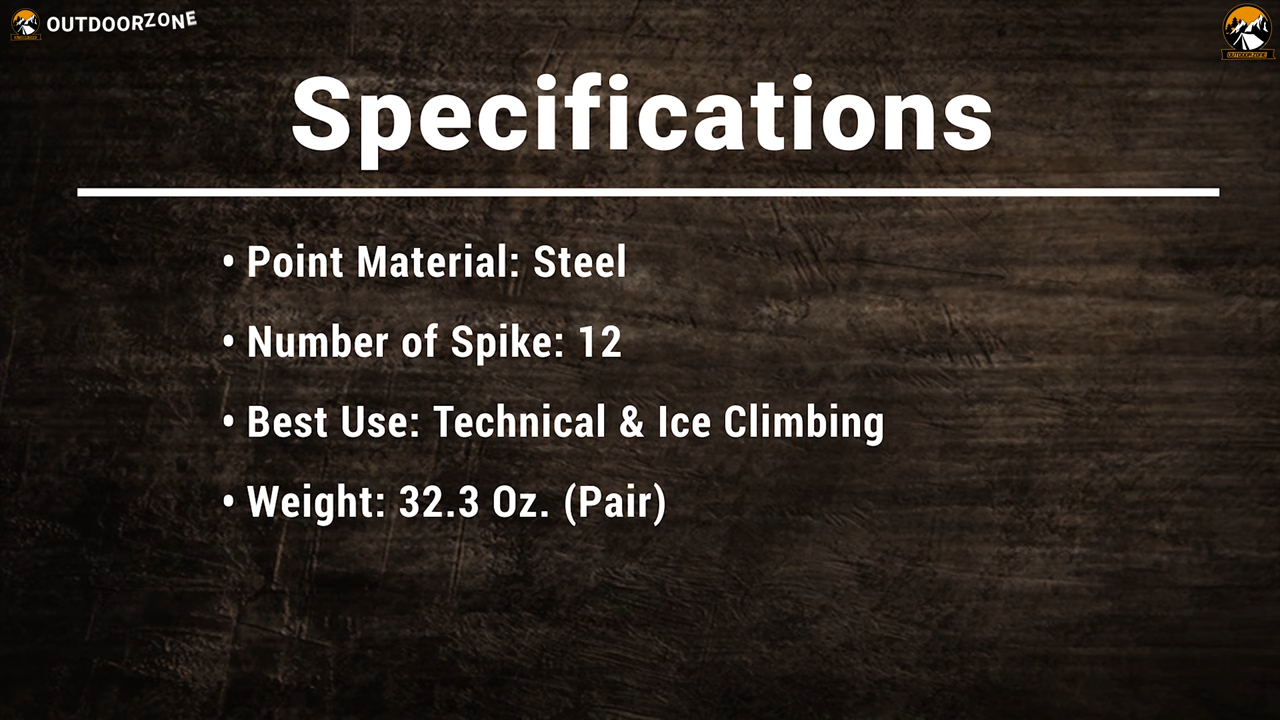 OUTDOORZONE
OUTDOORZONE
Specifications
• Point Material: Steel
• Number of Spike: 12
• Best Use: Technical & Ice Climbing
• Weight: 32.3 Oz. (Pair)